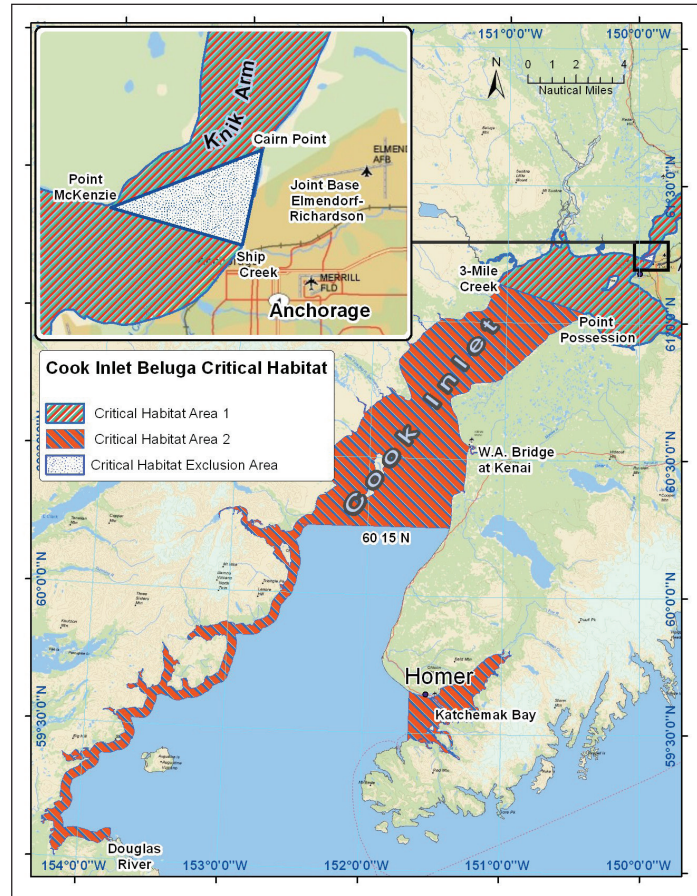 151°0'0"W
150°0'0"W
N
0 1 2 4
Nautical Miles
Knik Arm
Cairn Point
ELMEND
AFB
Point
McKenzie
Joint Base
Elmendorf-
Richardson
Ship
Creek
MERRILL
FLD
Anchorage
61°30'0"N
3-Mile
Creek
Point
Possession
61°0'0"N
Cook Inlet Beluga Critical Habitat
Critical Habitat Area 1
Critical Habitat Area 2
Critical Habitat Exclusion Area
Cook Inlet
W.A. Bridge
at Kenai
60°30'0"N
60 15 N
60°0'0"N
60°0'0"N
Homer
Katchemak Bay
59°30'0"N
59°30'0"N
Douglas
River
154°0'0"W
153°0'0"W
152°0'0"W
151°0'0"W
150°0'0"W